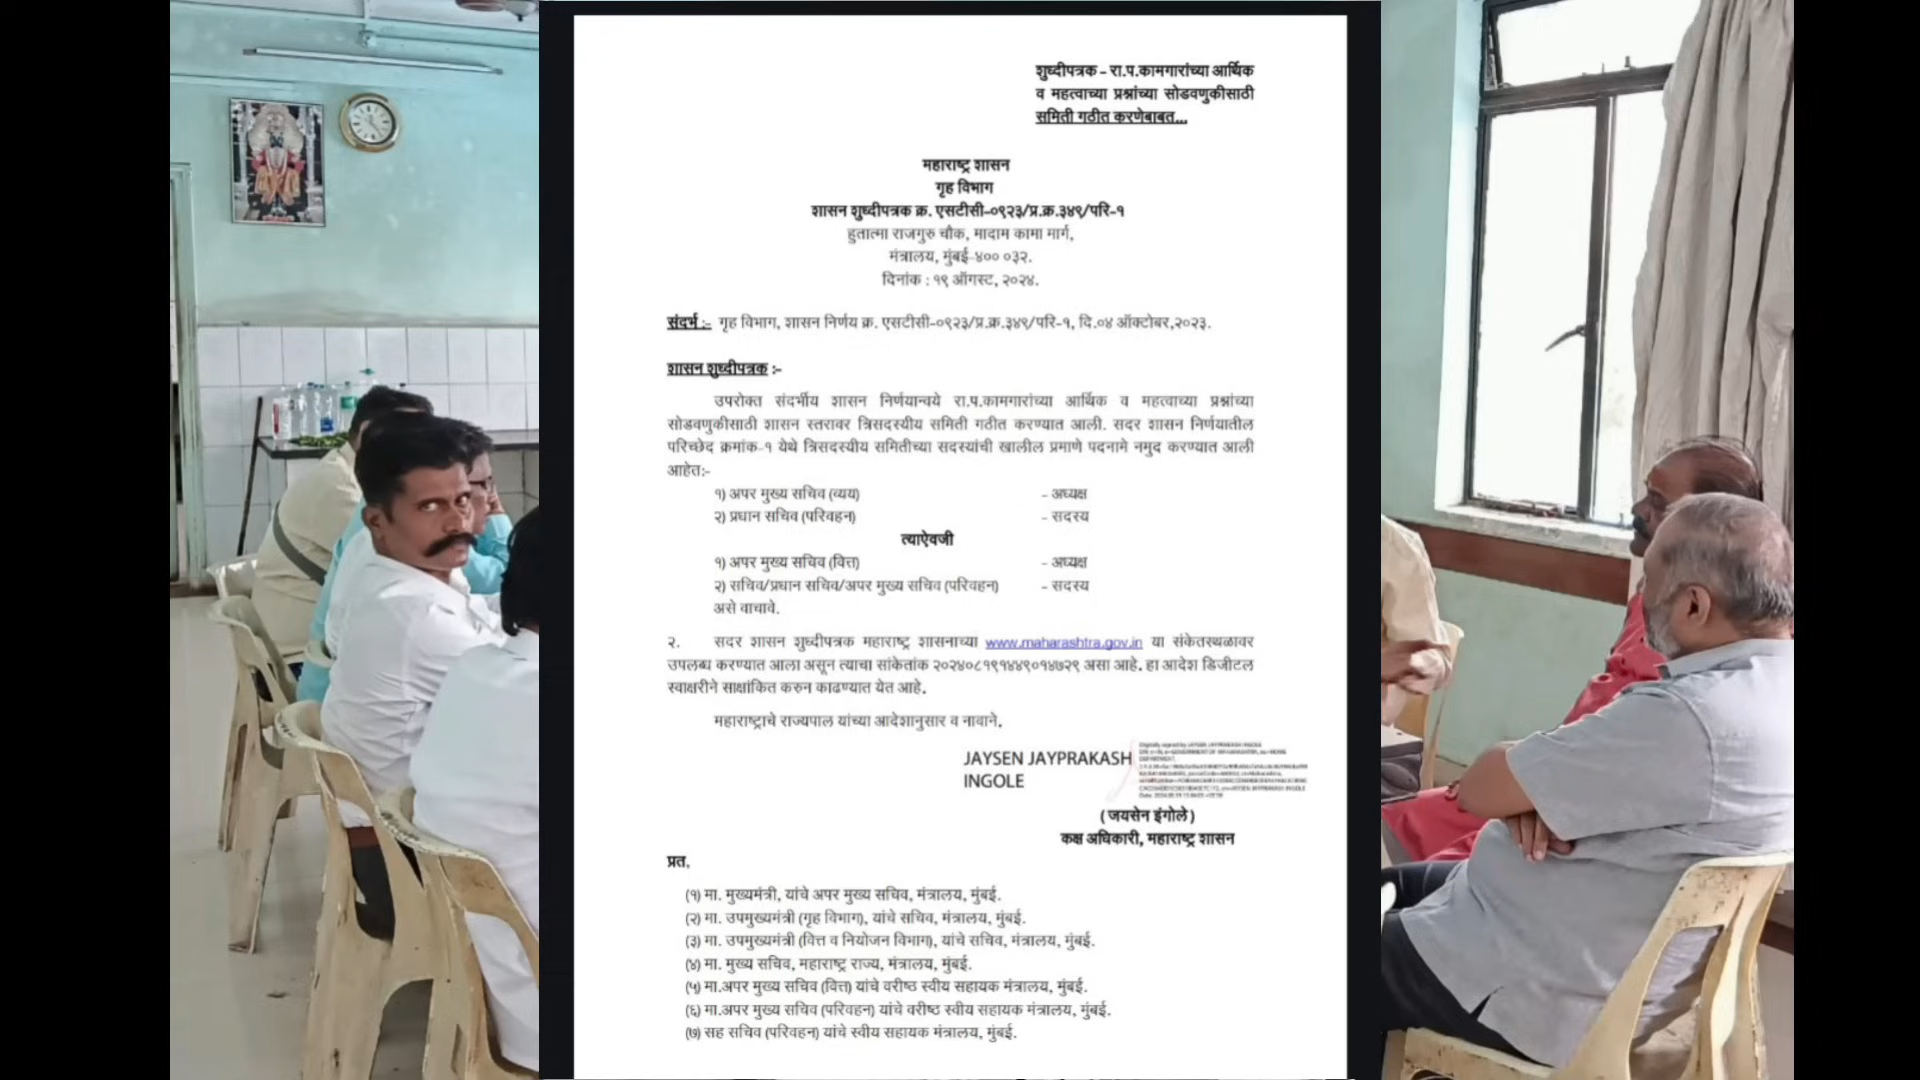 शुध्दीपत्रक - रा.प.कामगारांच्या आर्थिक
व महत्वाच्या प्रश्नांच्या सोडवणुकीसाठी
समिती गठीत करणेबाबत...
महाराष्ट्र शासन
गृह विभाग
शासन शुध्दीपत्रक क्र. एसटीसी-०९२३/प्र.क्र.३४९/परि-१
हुतात्मा राजगुरु चौक, मादाम कामा मार्ग,
मंत्रालय, मुंबई-४०० ०३२.
दिनांक : १९ ऑगस्ट, २०२४.
संदर्भ :- गृह विभाग, शासन निर्णय क्र. एसटीसी-०९२३/प्र.क्र.३४९/परि-१, दि.०४ ऑक्टोबर,२०२३.
शासन शुध्दीपत्रक :-
उपरोक्त संदर्भीय शासन निर्णयान्वये रा.प.कामगारांच्या आर्थिक व महत्वाच्या प्रश्नांच्या
सोडवणुकीसाठी शासन स्तरावर त्रिसदस्यीय समिती गठीत करण्यात आली. सदर शासन निर्णयातील
परिच्छेद क्रमांक-१ येथे त्रिसदस्यीय समितीच्या सदस्यांची खालील प्रमाणे पदनामे नमुद करण्यात आली
आहेत:-
१) अपर मुख्य सचिव (व्यय) - अध्यक्ष
२) प्रधान सचिव (परिवहन) - सदस्य
त्याऐवजी
१) अपर मुख्य सचिव (वित्त) - अध्यक्ष
२) सचिव/प्रधान सचिव/अपर मुख्य सचिव (परिवहन) - सदस्य
असे वाचावे.
२. सदर शासन शुध्दीपत्रक महाराष्ट्र शासनाच्या www.maharashtra.gov.in या संकेतस्थळावर
उपलब्ध करण्यात आला असून त्याचा सांकेतांक २०२४०८१९१४४९०१४७२९ असा आहे. हा आदेश डिजीटल
स्वाक्षरीने साक्षांकित करुन काढण्यात येत आहे.
महाराष्ट्राचे राज्यपाल यांच्या आदेशानुसार व नावाने.
JAYSEN JAYPRAKASH
INGOLE
( जयसेन इंगोले )
कक्ष अधिकारी, महाराष्ट्र शासन
प्रत,
(१) मा. मुख्यमंत्री, यांचे अपर मुख्य सचिव, मंत्रालय, मुंबई.
(२) मा. उपमुख्यमंत्री (गृह विभाग), यांचे सचिव, मंत्रालय, मुंबई.
(३) मा. उपमुख्यमंत्री (वित्त व नियोजन विभाग), यांचे सचिव, मंत्रालय, मुंबई.
(४) मा. मुख्य सचिव, महाराष्ट्र राज्य, मंत्रालय, मुंबई.
(५) मा.अपर मुख्य सचिव (वित्त) यांचे वरीष्ठ स्वीय सहायक मंत्रालय, मुंबई.
(६) मा.अपर मुख्य सचिव (परिवहन) यांचे वरीष्ठ स्वीय सहायक मंत्रालय, मुंबई.
(७) सह सचिव (परिवहन) यांचे स्वीय सहायक मंत्रालय, मुंबई.